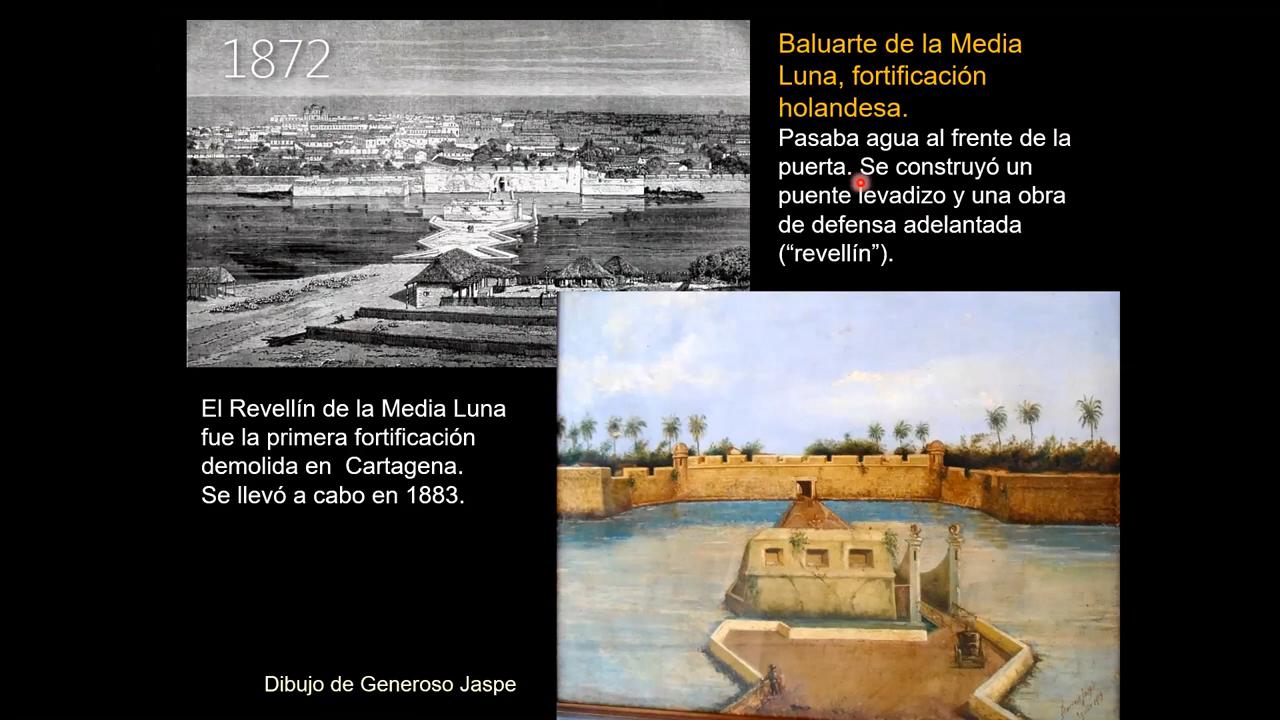 1872
Baluarte de la Media
Luna, fortificación
holandesa.
Pasaba agua al frente de la
puerta. Se construyó un
puente levadizo y una obra
de defensa adelantada
(“revellín”).
El Revellín de la Media Luna
fue la primera fortificación
demolida en  Cartagena.
Se llevó a cabo en 1883.
Dibujo de Generoso Jaspe